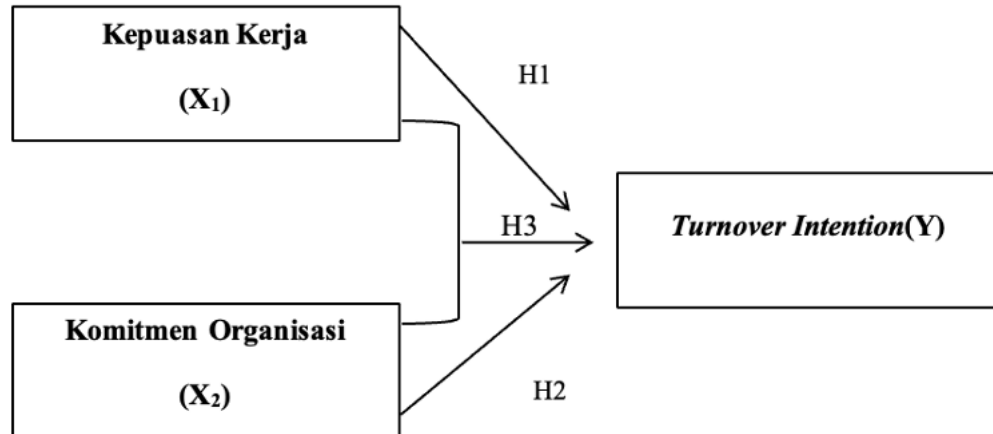 Kepuasan Kerja
(X₁)
H1
H3
Turnover Intention(Y)
Komitmen Organisasi
(X₂)
H2